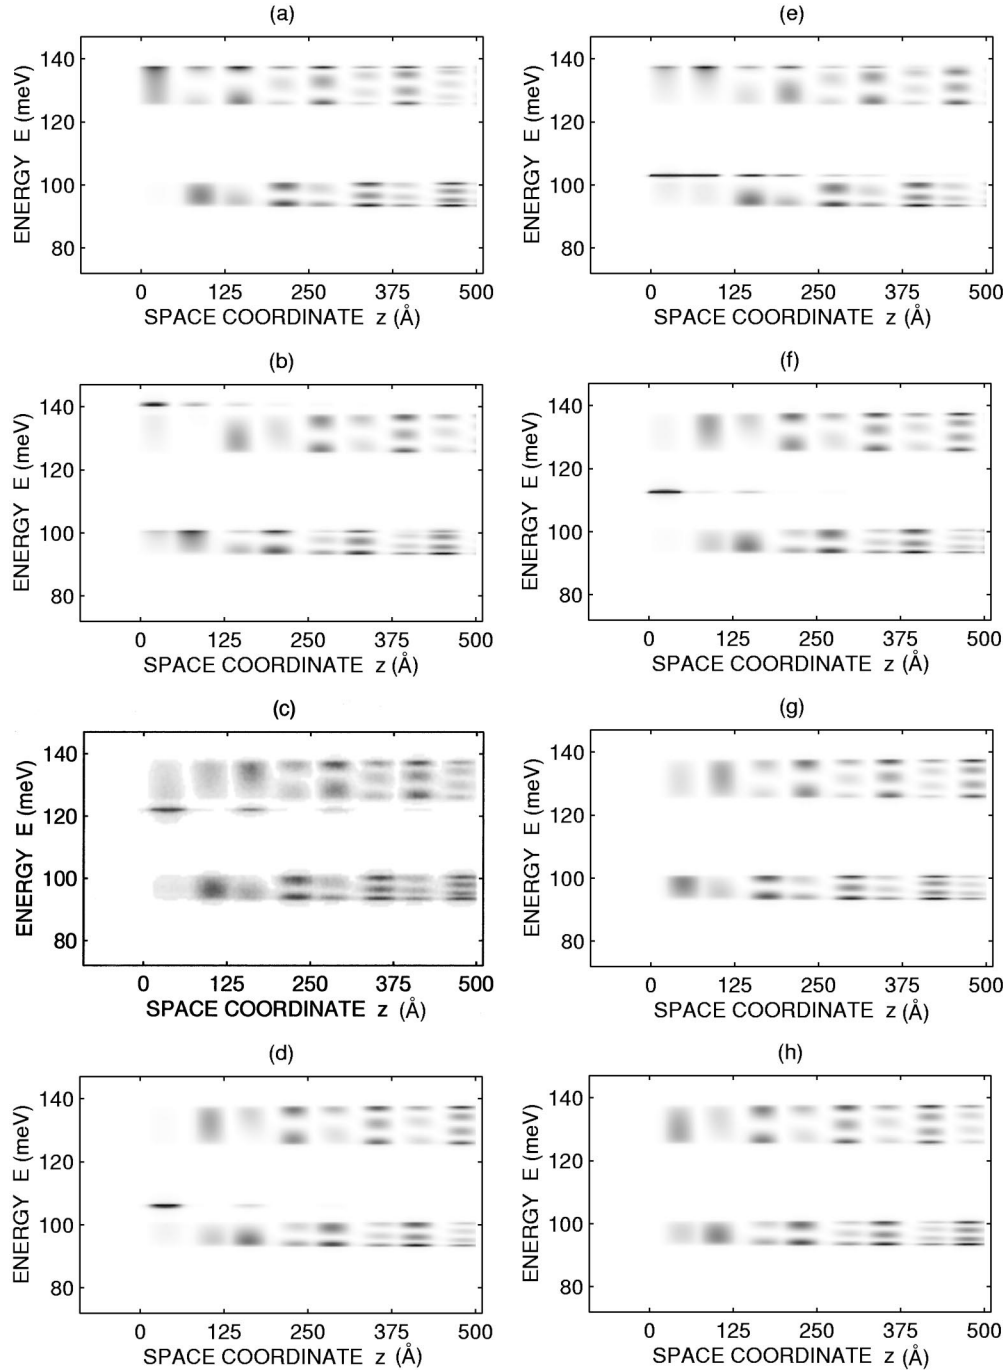 (a)
ENERGY E (meV)
140
120
100
80
0 125 250 375 500
SPACE COORDINATE z (Å)
(b)
ENERGY E (meV)
140
120
100
80
0 125 250 375 500
SPACE COORDINATE z (Å)
(c)
ENERGY E (meV)
140
120
100
80
0 125 250 375 500
SPACE COORDINATE z (Å)
(d)
ENERGY E (meV)
140
120
100
80
0 125 250 375 500
SPACE COORDINATE z (Å)
(e)
ENERGY E (meV)
140
120
100
80
0 125 250 375 500
SPACE COORDINATE z (Å)
(f)
ENERGY E (meV)
140
120
100
80
0 125 250 375 500
SPACE COORDINATE z (Å)
(g)
ENERGY E (meV)
140
120
100
80
0 125 250 375 500
SPACE COORDINATE z (Å)
(h)
ENERGY E (meV)
140
120
100
80
0 125 250 375 500
SPACE COORDINATE z (Å)